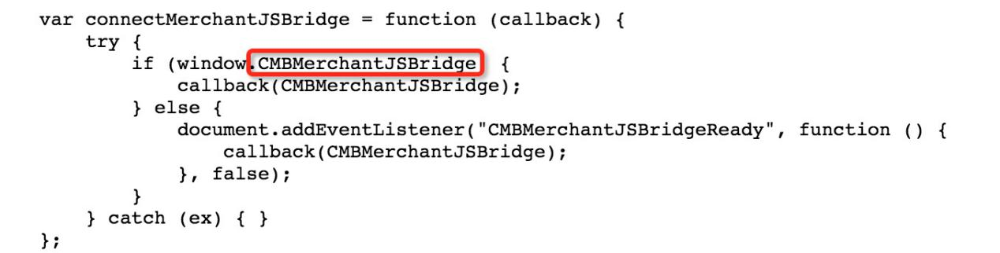 var connectMerchantJSBridge = function (callback) {
    try {
        if (window.CMBMerchantJSBridge {
            callback(CMBMerchantJSBridge);
        } else {
            document.addEventListener("CMBMerchantJSBridgeReady", function () {
                callback(CMBMerchantJSBridge);
            }, false);
        }
    } catch (ex) { }
};